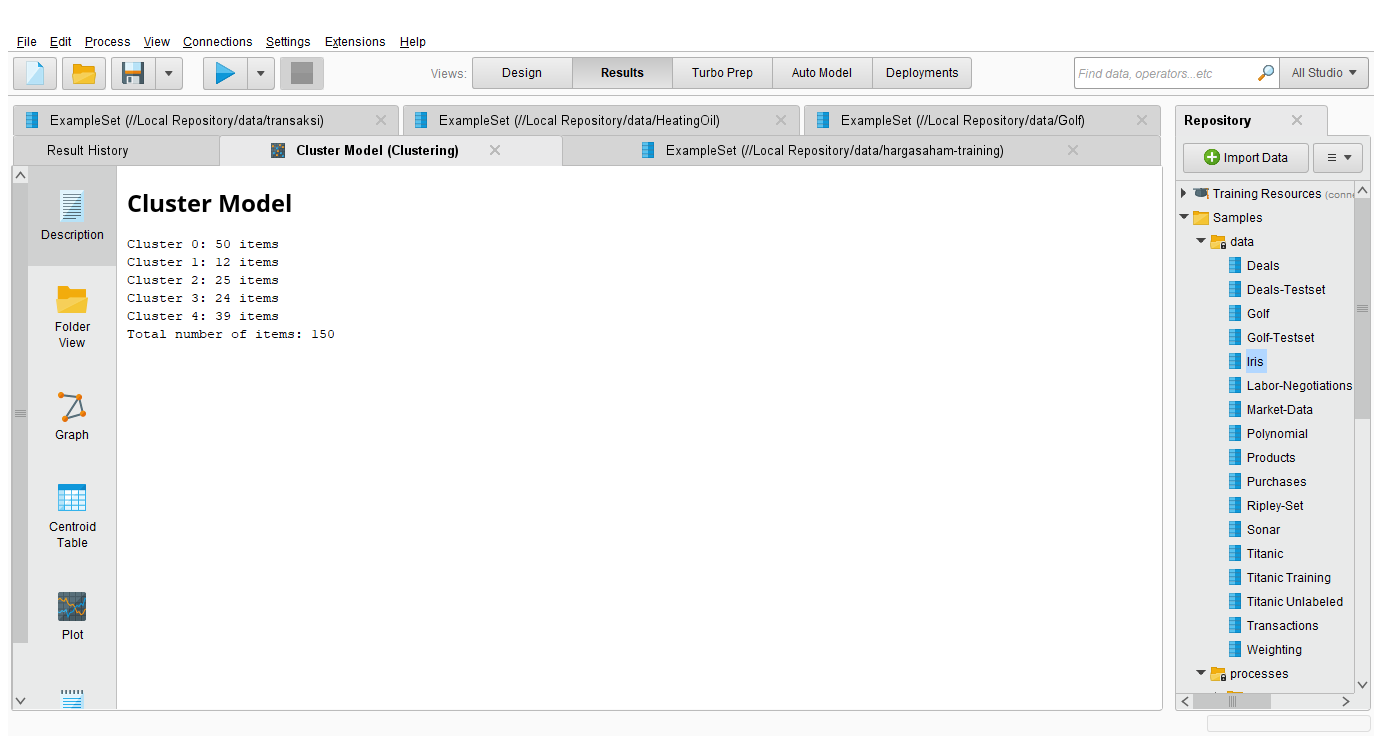 File Edit Process View Connections Settings Extensions Help
Views: Design Results Turbo Prep Auto Model Deployments Find data, operators...etc All Studio
ExampleSet (//Local Repository/data/transaksi) ExampleSet (//Local Repository/data/HeatingOil) ExampleSet (//Local Repository/data/Golf)
Result History Cluster Model (Clustering) ExampleSet (//Local Repository/data/hargasaham-training)
Description
Folder
View
Graph
Centroid
Table
Plot
Cluster Model
Cluster 0: 50 items
Cluster 1: 12 items
Cluster 2: 25 items
Cluster 3: 24 items
Cluster 4: 39 items
Total number of items: 150
Repository
Import Data
Training Resources (conne
Samples
data
Deals
Deals-Testset
Golf
Golf-Testset
Iris
Labor-Negotiations
Market-Data
Polynomial
Products
Purchases
Ripley-Set
Sonar
Titanic
Titanic Training
Titanic Unlabeled
Transactions
Weighting
processes